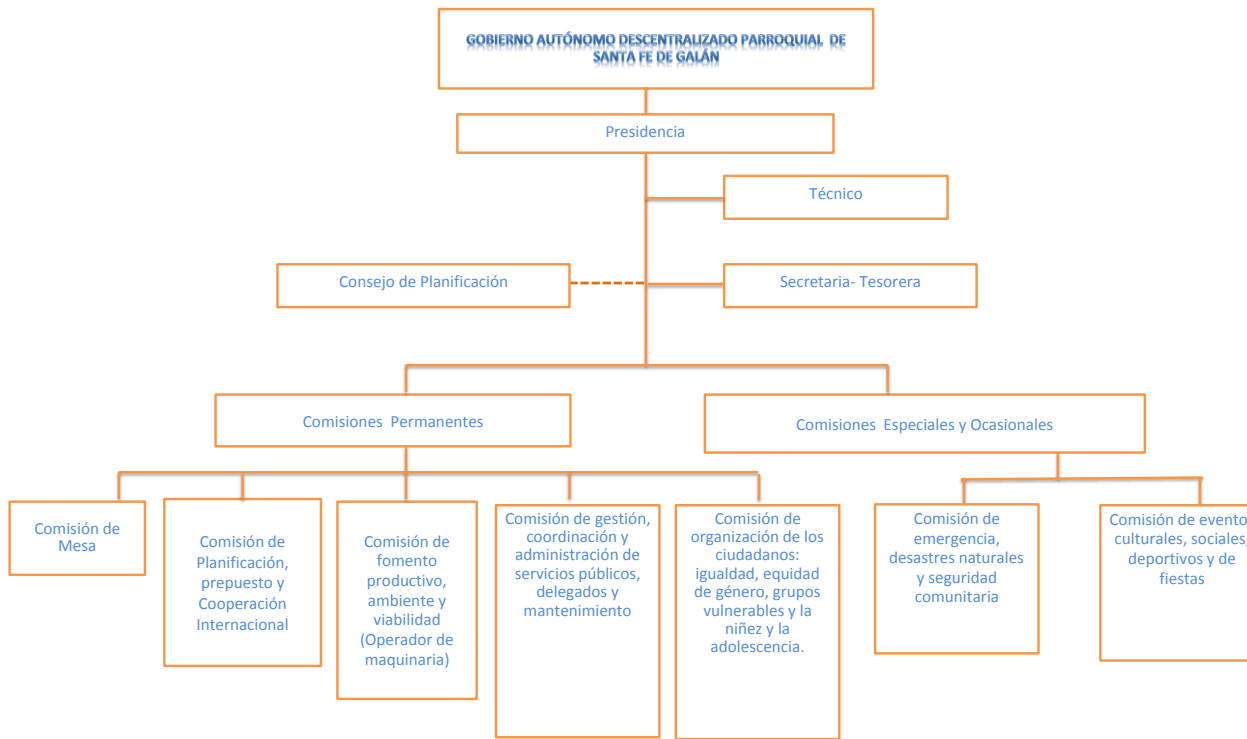 GOBIERNO AUTÓNOMO DESCENTRALIZADO PARROQUIAL DE
SANTA FE DE GALÁN
Presidencia
Técnico
Consejo de Planificación
Secretaria- Tesorera
Comisiones Permanentes
Comisiones Especiales y Ocasionales
Comisión de
Mesa
Comisión de
Planificación,
prepuesto y
Cooperación
Internacional
Comisión de
fomento
productivo,
ambiente y
viabilidad
(Operador de
maquinaria)
Comisión de gestión,
coordinación y
administración de
servicios públicos,
delegados y
mantenimiento
Comisión de
organización de los
ciudadanos:
igualdad, equidad
de género, grupos
vulnerables y la
niñez y la
adolescencia.
Comisión de
emergencia,
desastres naturales
y seguridad
comunitaria
Comisión de evento
culturales, sociales,
deportivos y de
fiestas